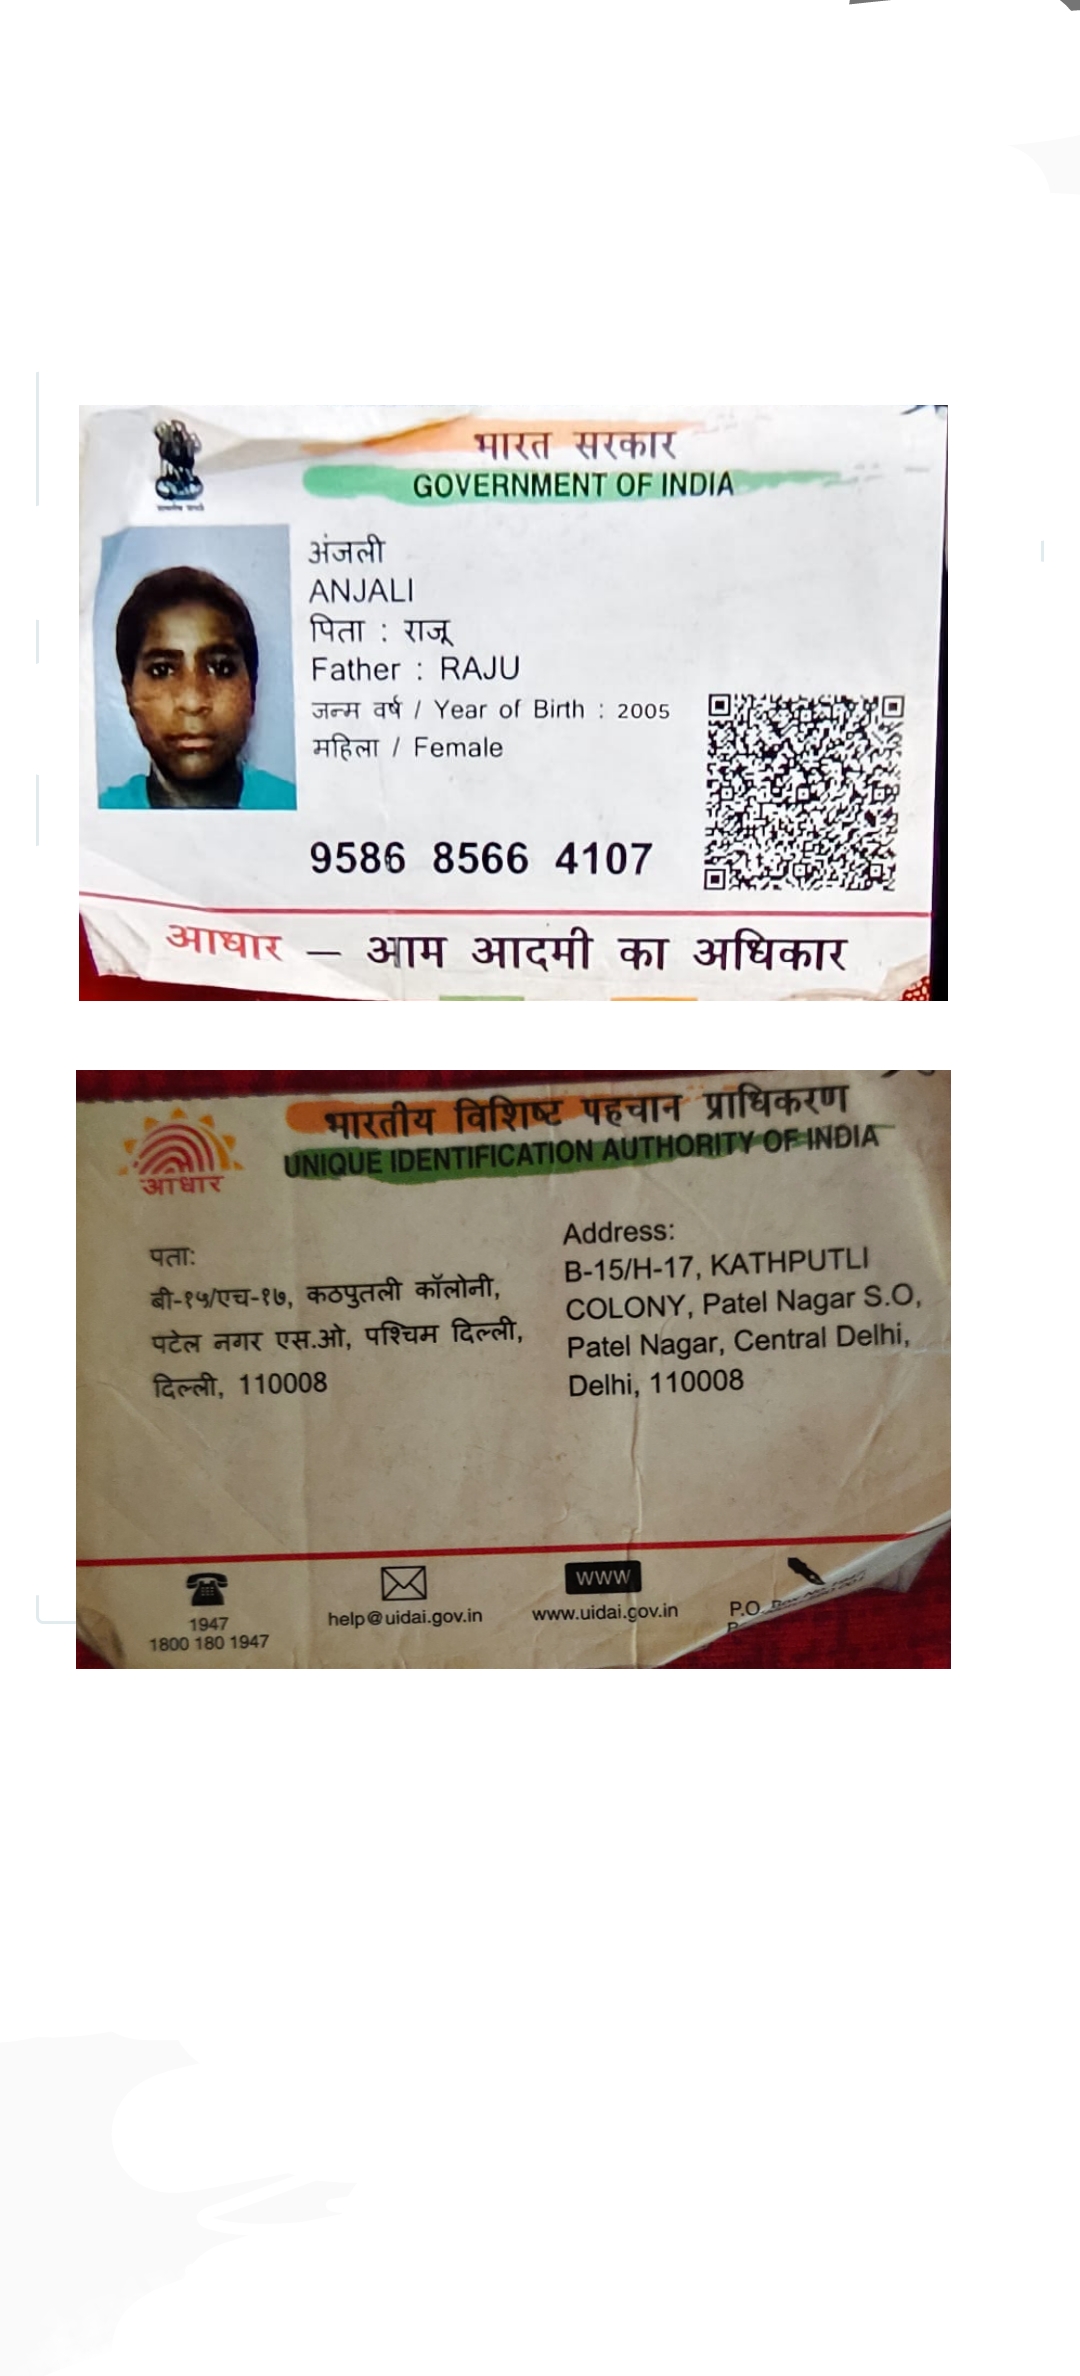 भारत सरकार
GOVERNMENT OF INDIA
अंजली
ANJALI
पिता : राजू
Father : RAJU
जन्म वर्ष / Year of Birth : 2005
महिला / Female
9586 8566 4107
आधार – आम आदमी का अधिकार
भारतीय विशिष्ट पहचान प्राधिकरण
UNIQUE IDENTIFICATION AUTHORITY OF INDIA
आधार
पता:
बी-१५/एच-१७, कठपुतली कॉलोनी,
पटेल नगर एस.ओ, पश्चिम दिल्ली,
दिल्ली, 110008
Address:
B-15/H-17, KATHPUTLI
COLONY, Patel Nagar S.O,
Patel Nagar, Central Delhi,
Delhi, 110008
1947
1800 180 1947
help@uidai.gov.in
www
www.uidai.gov.in
P.O.